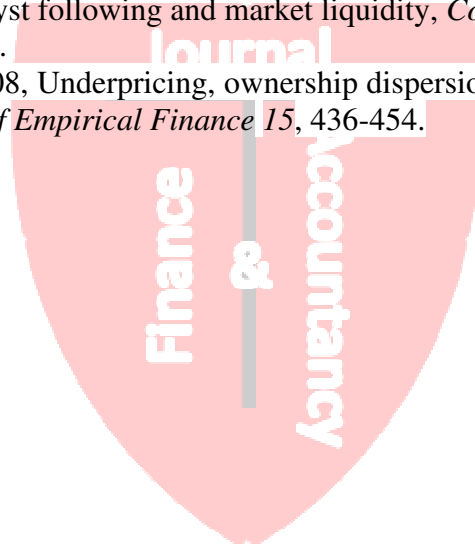 yst following and market liquidity, Co
.
08, Underpricing, ownership dispersio
f Empirical Finance 15, 436-454.
Journal
Finance
&
Accountancy